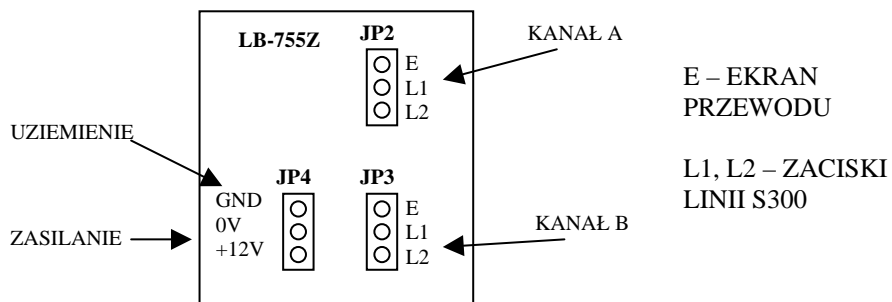 LB-755Z
JP2
KANAŁ A
E
L1
L2
E – EKRAN
PRZEWODU
L1, L2 – ZACISKI
LINII S300
UZIEMIENIE
ZASILANIE
GND
0V
+12V
JP4
JP3
E
L1
L2
KANAŁ B